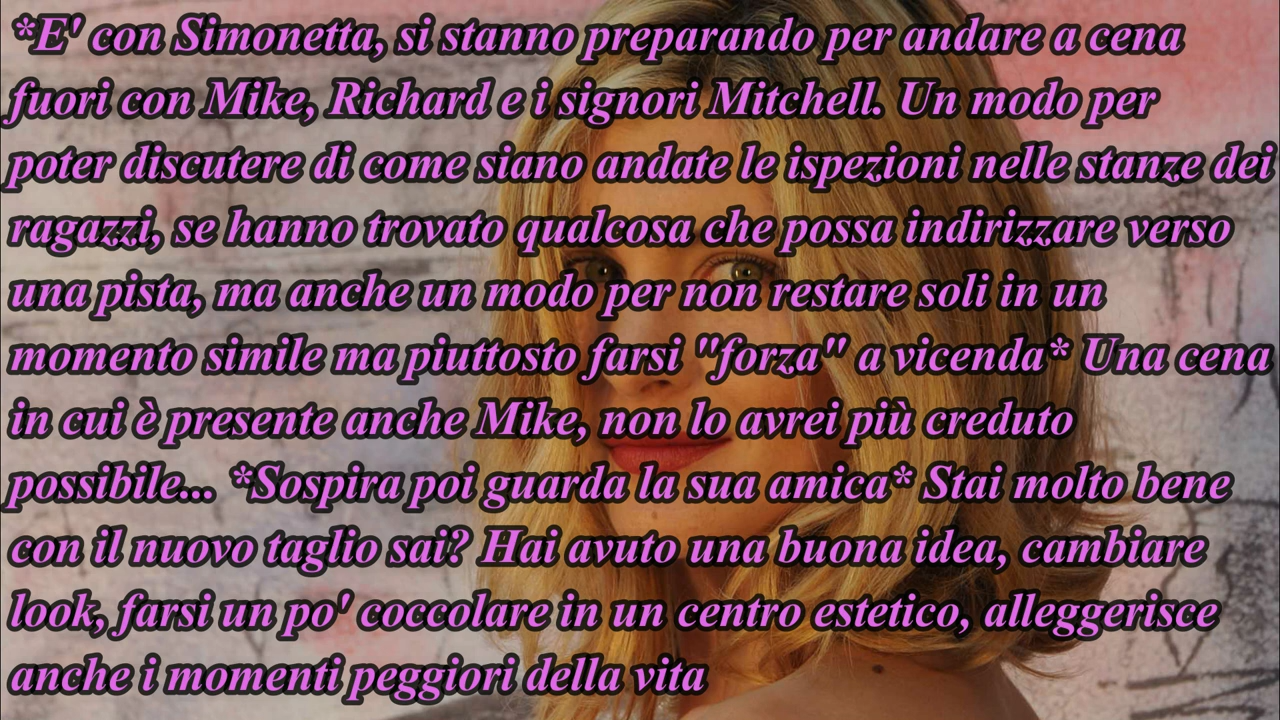 *E' con Simonetta, si stanno preparando per andare a cena
fuori con Mike, Richard e i signori Mitchell. Un modo per
poter discutere di come siano andate le ispezioni nelle stanze dei
ragazzi, se hanno trovato qualcosa che possa indirizzare verso
una pista, ma anche un modo per non restare soli in un
momento simile ma piuttosto farsi "forza" a vicenda* Una cena
in cui è presente anche Mike, non lo avrei più creduto
possibile... *Sospira poi guarda la sua amica* Stai molto bene
con il nuovo taglio sai? Hai avuto una buona idea, cambiare
look, farsi un po' coccolare in un centro estetico, alleggerisce
anche i momenti peggiori della vita